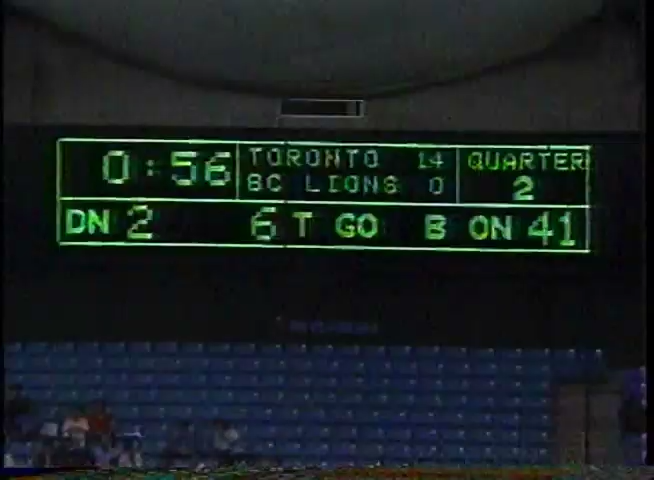 0:56
TORONTO 14
BC LIONS 0
QUARTER
2
DN 2 6 T GO B ON 41